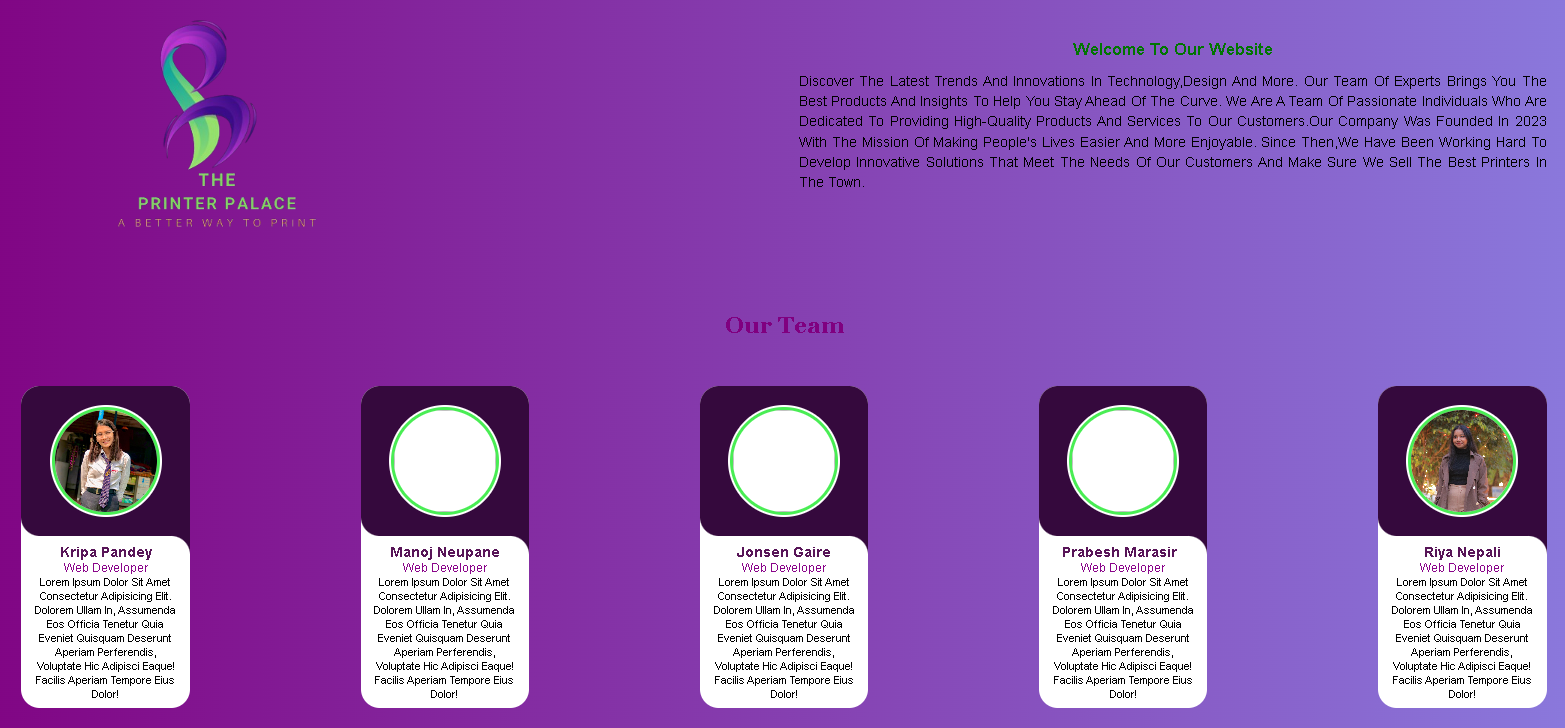 THE
PRINTER PALACE
A BETTER WAY TO PRINT
Welcome To Our Website
Discover The Latest Trends And Innovations In Technology,Design And More. Our Team Of Experts Brings You The
Best Products And Insights To Help You Stay Ahead Of The Curve. We Are A Team Of Passionate Individuals Who Are
Dedicated To Providing High-Quality Products And Services To Our Customers.Our Company Was Founded In 2023
With The Mission Of Making People's Lives Easier And More Enjoyable. Since Then,We Have Been Working Hard To
Develop Innovative Solutions That Meet The Needs Of Our Customers And Make Sure We Sell The Best Printers In
The Town.
Our Team
Kripa Pandey
Web Developer
Lorem Ipsum Dolor Sit Amet
Consectetur Adipisicing Elit.
Dolorem Ullam In, Assumenda
Eos Officia Tenetur Quia
Eveniet Quisquam Deserunt
Aperiam Perferendis,
Voluptate Hic Adipisci Eaque!
Facilis Aperiam Tempore Eius
Dolor!
Manoj Neupane
Web Developer
Lorem Ipsum Dolor Sit Amet
Consectetur Adipisicing Elit.
Dolorem Ullam In, Assumenda
Eos Officia Tenetur Quia
Eveniet Quisquam Deserunt
Aperiam Perferendis,
Voluptate Hic Adipisci Eaque!
Facilis Aperiam Tempore Eius
Dolor!
Jonsen Gaire
Web Developer
Lorem Ipsum Dolor Sit Amet
Consectetur Adipisicing Elit.
Dolorem Ullam In, Assumenda
Eos Officia Tenetur Quia
Eveniet Quisquam Deserunt
Aperiam Perferendis,
Voluptate Hic Adipisci Eaque!
Facilis Aperiam Tempore Eius
Dolor!
Prabesh Marasir
Web Developer
Lorem Ipsum Dolor Sit Amet
Consectetur Adipisicing Elit.
Dolorem Ullam In, Assumenda
Eos Officia Tenetur Quia
Eveniet Quisquam Deserunt
Aperiam Perferendis,
Voluptate Hic Adipisci Eaque!
Facilis Aperiam Tempore Eius
Dolor!
Riya Nepali
Web Developer
Lorem Ipsum Dolor Sit Amet
Consectetur Adipisicing Elit.
Dolorem Ullam In, Assumenda
Eos Officia Tenetur Quia
Eveniet Quisquam Deserunt
Aperiam Perferendis,
Voluptate Hic Adipisci Eaque!
Facilis Aperiam Tempore Eius
Dolor!